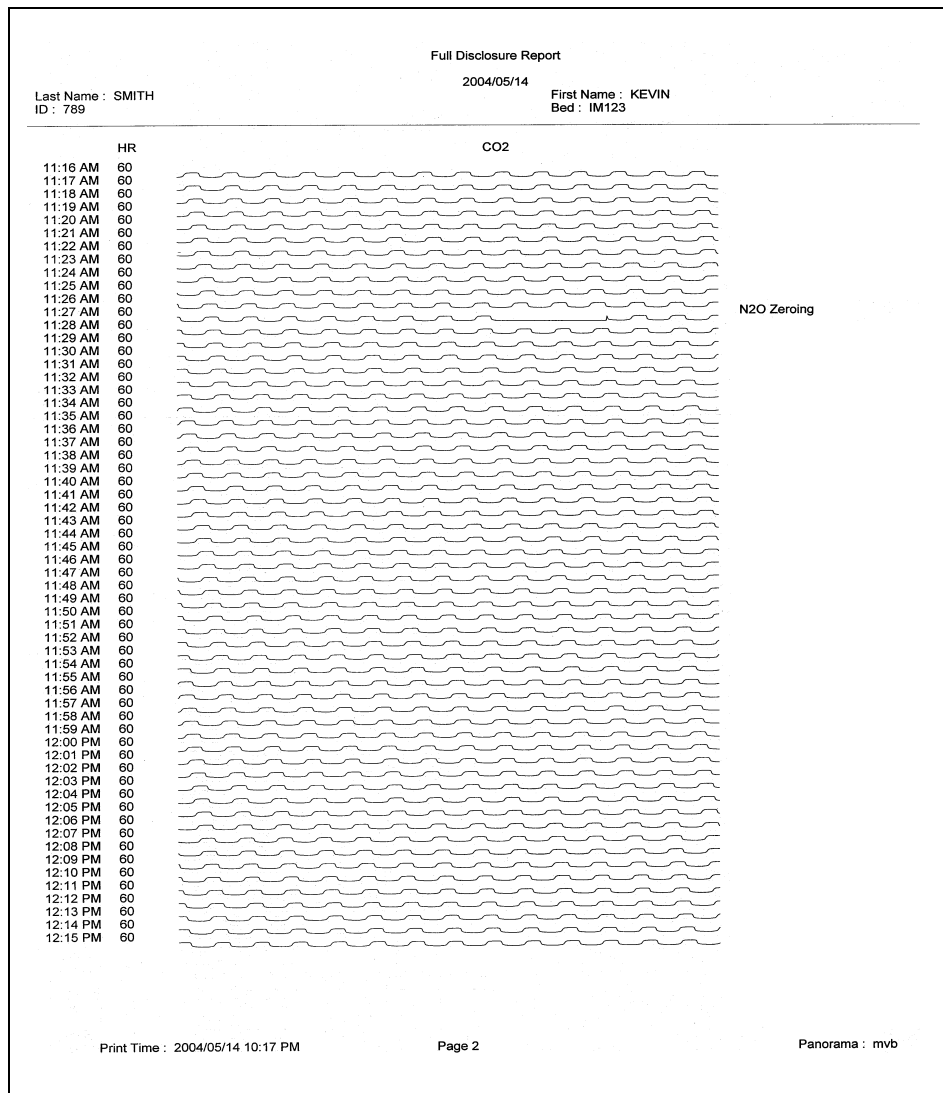 Full Disclosure Report
2004/05/14
Last Name : SMITH First Name : KEVIN
ID : 789 Bed : IM123
HR CO2
11:16 AM 60
11:17 AM 60
11:18 AM 60
11:19 AM 60
11:20 AM 60
11:21 AM 60
11:22 AM 60
11:23 AM 60
11:24 AM 60
11:25 AM 60
11:26 AM 60
11:27 AM 60 N2O Zeroing
11:28 AM 60
11:29 AM 60
11:30 AM 60
11:31 AM 60
11:32 AM 60
11:33 AM 60
11:34 AM 60
11:35 AM 60
11:36 AM 60
11:37 AM 60
11:38 AM 60
11:39 AM 60
11:40 AM 60
11:41 AM 60
11:42 AM 60
11:43 AM 60
11:44 AM 60
11:45 AM 60
11:46 AM 60
11:47 AM 60
11:48 AM 60
11:49 AM 60
11:50 AM 60
11:51 AM 60
11:52 AM 60
11:53 AM 60
11:54 AM 60
11:55 AM 60
11:56 AM 60
11:57 AM 60
11:58 AM 60
11:59 AM 60
12:00 PM 60
12:01 PM 60
12:02 PM 60
12:03 PM 60
12:04 PM 60
12:05 PM 60
12:06 PM 60
12:07 PM 60
12:08 PM 60
12:09 PM 60
12:10 PM 60
12:11 PM 60
12:12 PM 60
12:13 PM 60
12:14 PM 60
12:15 PM 60
Print Time : 2004/05/14 10:17 PM Page 2 Panorama : mvb